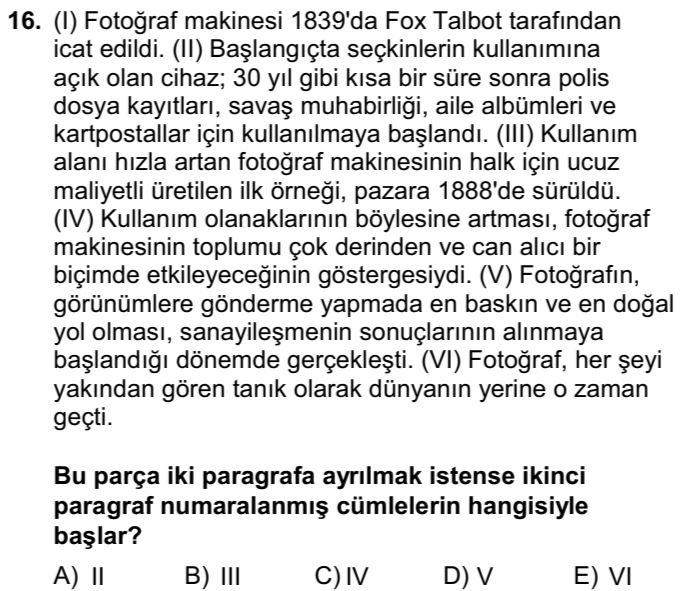 16. (I) Fotoğraf makinesi 1839'da Fox Talbot tarafından
icat edildi. (II) Başlangıçta seçkinlerin kullanımına
açık olan cihaz; 30 yıl gibi kısa bir süre sonra polis
dosya kayıtları, savaş muhabirliği, aile albümleri ve
kartpostallar için kullanılmaya başlandı. (III) Kullanım
alanı hızla artan fotoğraf makinesinin halk için ucuz
maliyetli üretilen ilk örneği, pazara 1888'de sürüldü.
(IV) Kullanım olanaklarının böylesine artması, fotoğraf
makinesinin toplumu çok derinden ve can alıcı bir
biçimde etkileyeceğinin göstergesiydi. (V) Fotoğrafın,
görünümlere gönderme yapmada en baskın ve en doğal
yol olması, sanayileşmenin sonuçlarının alınmaya
başlandığı dönemde gerçekleşti. (VI) Fotoğraf, her şeyi
yakından gören tanık olarak dünyanın yerine o zaman
geçti.
Bu parça iki paragrafa ayrılmak istense ikinci
paragraf numaralanmış cümlelerin hangisiyle
başlar?
A) II B) III C) IV D) V E) VI